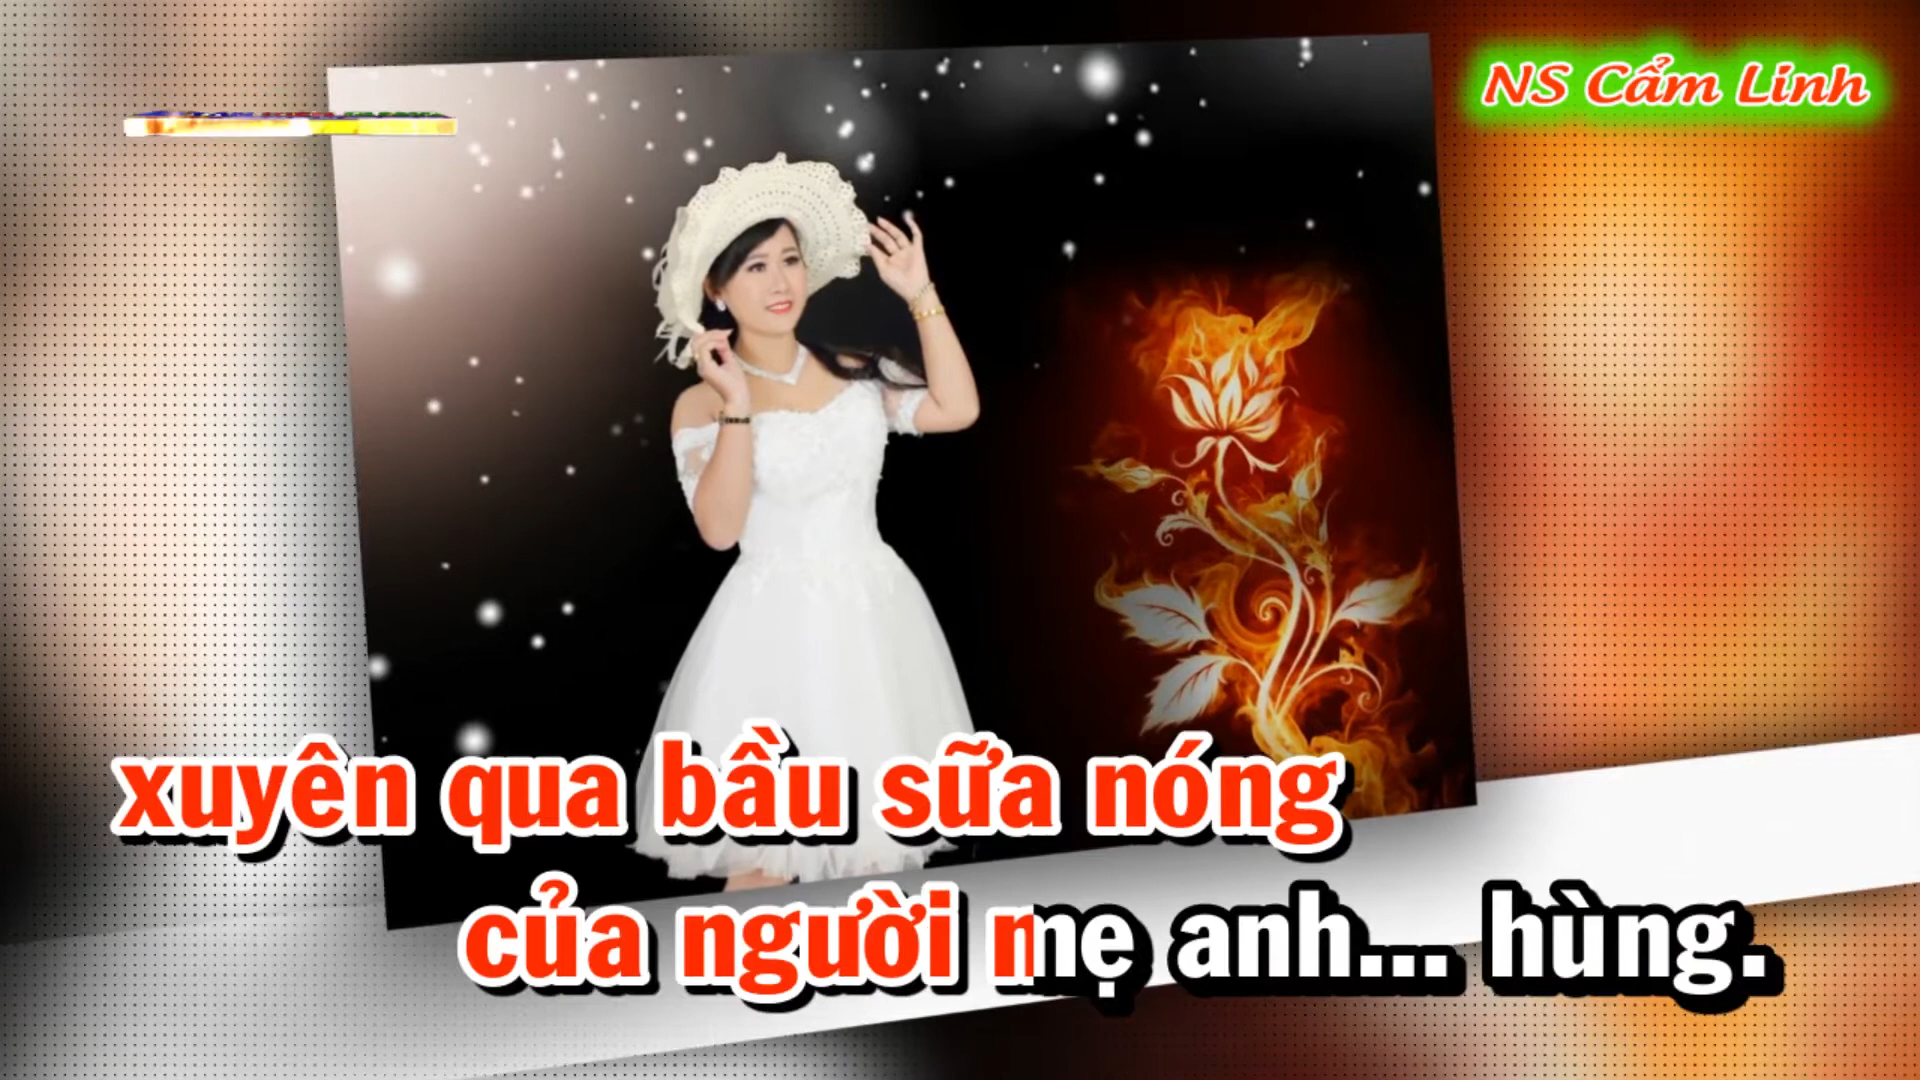 NS Cẩm Linh
xuyên qua bầu sữa nóng
của người mẹ anh... hùng.